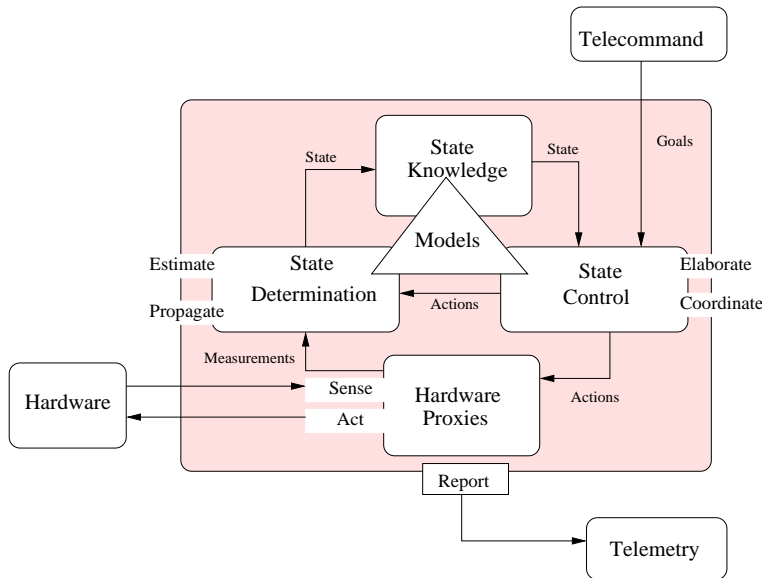 Telecommand
State
Knowledge
State
State
Goals
Models
Estimate
State
Determination
Propagate
State
Control
Elaborate
Coordinate
Actions
Measurements
Hardware
Sense
Act
Hardware
Proxies
Actions
Report
Telemetry